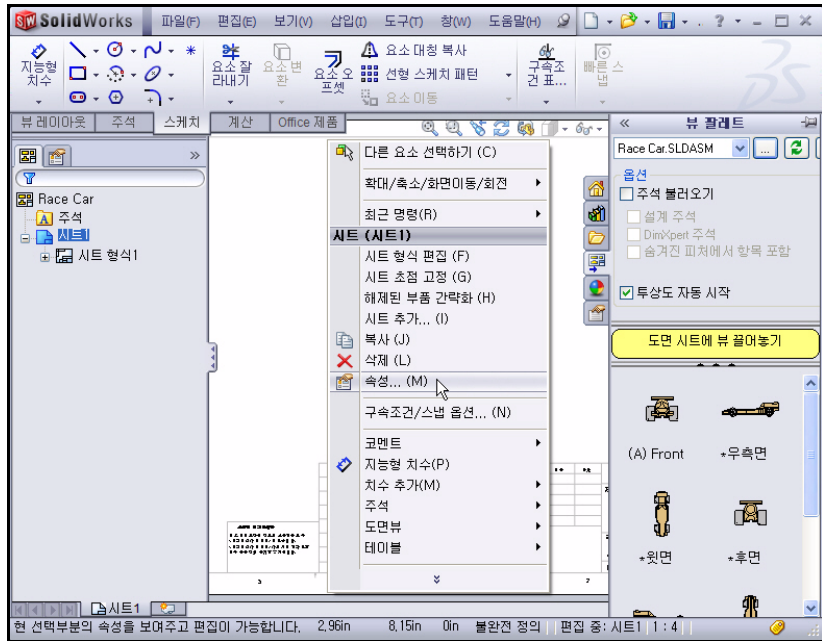 SolidWorks 파일(F) 편집(E) 보기(V) 삽입(I) 도구(T) 창(W) 도움말(H)
지능형 치수
요소 잘라내기
요소 변환
요소 오프셋
요소 대칭 복사
선형 스케치 패턴
요소 이동
구속조건 표...
빠른 스냅
뷰 레이아웃 주석 스케치 계산 Office 제품
Race Car
주석
시트1
시트 형식1
다른 요소 선택하기 (C)
확대/축소/화면이동/회전
최근 명령(R)
시트 (시트1)
시트 형식 편집 (F)
시트 초점 고정 (G)
해제된 부품 간략화 (H)
시트 추가... (I)
복사 (J)
삭제 (L)
속성... (M)
구속조건/스냅 옵션... (N)
코멘트
지능형 치수(P)
치수 추가(M)
주석
도면뷰
테이블
뷰 팔레트
Race Car.SLDASM
...
옵션
주석 불러오기
설계 주석
DimXpert 주석
숨겨진 피처에서 항목 포함
투상도 자동 시작
도면 시트에 뷰 끌어놓기
(A) Front
*우측면
*윗면
*후면
시트1
현 선택부분의 속성을 보여주고 편집이 가능합니다. 2.96in 8.15in 0in 불완전 정의 편집 중: 시트1 1 : 4